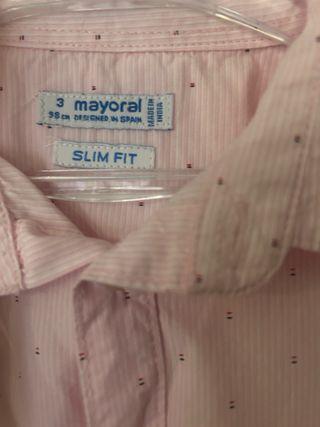 3 mayoral
98 cm DESIGNED IN SPAIN
MADE IN
INDIA
SLIM FIT